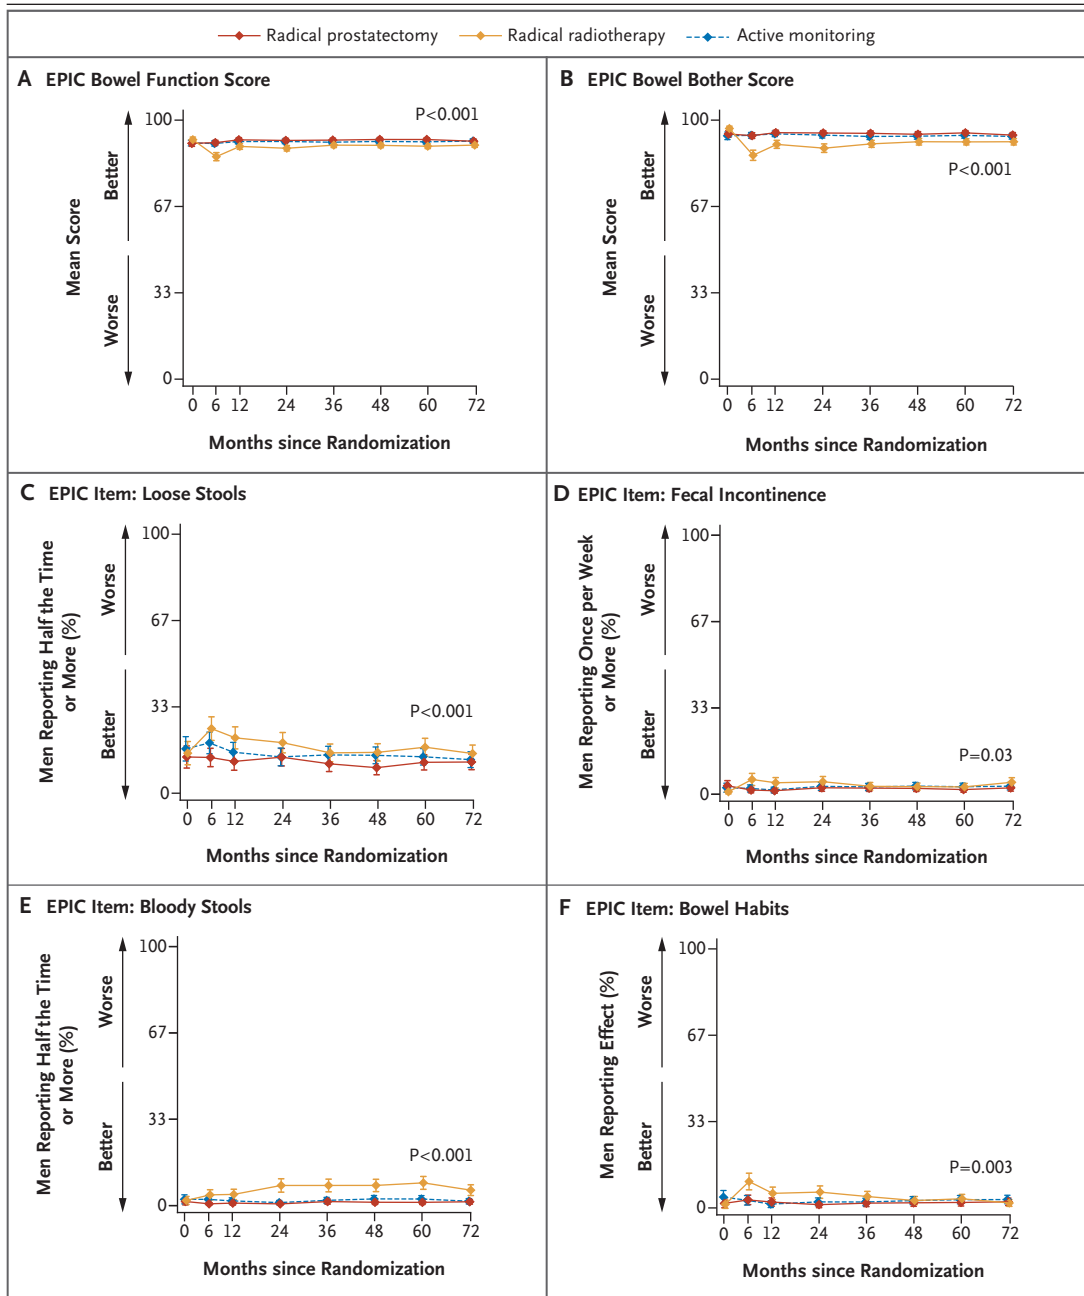 Radical prostatectomy Radical radiotherapy Active monitoring
A EPIC Bowel Function Score
P<0.001
100
67
33
0
Mean Score
Better
Worse
0 6 12 24 36 48 60 72
Months since Randomization
B EPIC Bowel Bother Score
P<0.001
100
67
33
0
Mean Score
Better
Worse
0 6 12 24 36 48 60 72
Months since Randomization
C EPIC Item: Loose Stools
P<0.001
100
67
33
0
Men Reporting Half the Time
or More (%)
Worse
Better
0 6 12 24 36 48 60 72
Months since Randomization
D EPIC Item: Fecal Incontinence
P=0.03
100
67
33
0
Men Reporting Once per Week
or More (%)
Worse
Better
0 6 12 24 36 48 60 72
Months since Randomization
E EPIC Item: Bloody Stools
P<0.001
100
67
33
0
Men Reporting Half the Time
or More (%)
Worse
Better
0 6 12 24 36 48 60 72
Months since Randomization
F EPIC Item: Bowel Habits
P=0.003
100
67
33
0
Men Reporting Effect (%)
Worse
Better
0 6 12 24 36 48 60 72
Months since Randomization